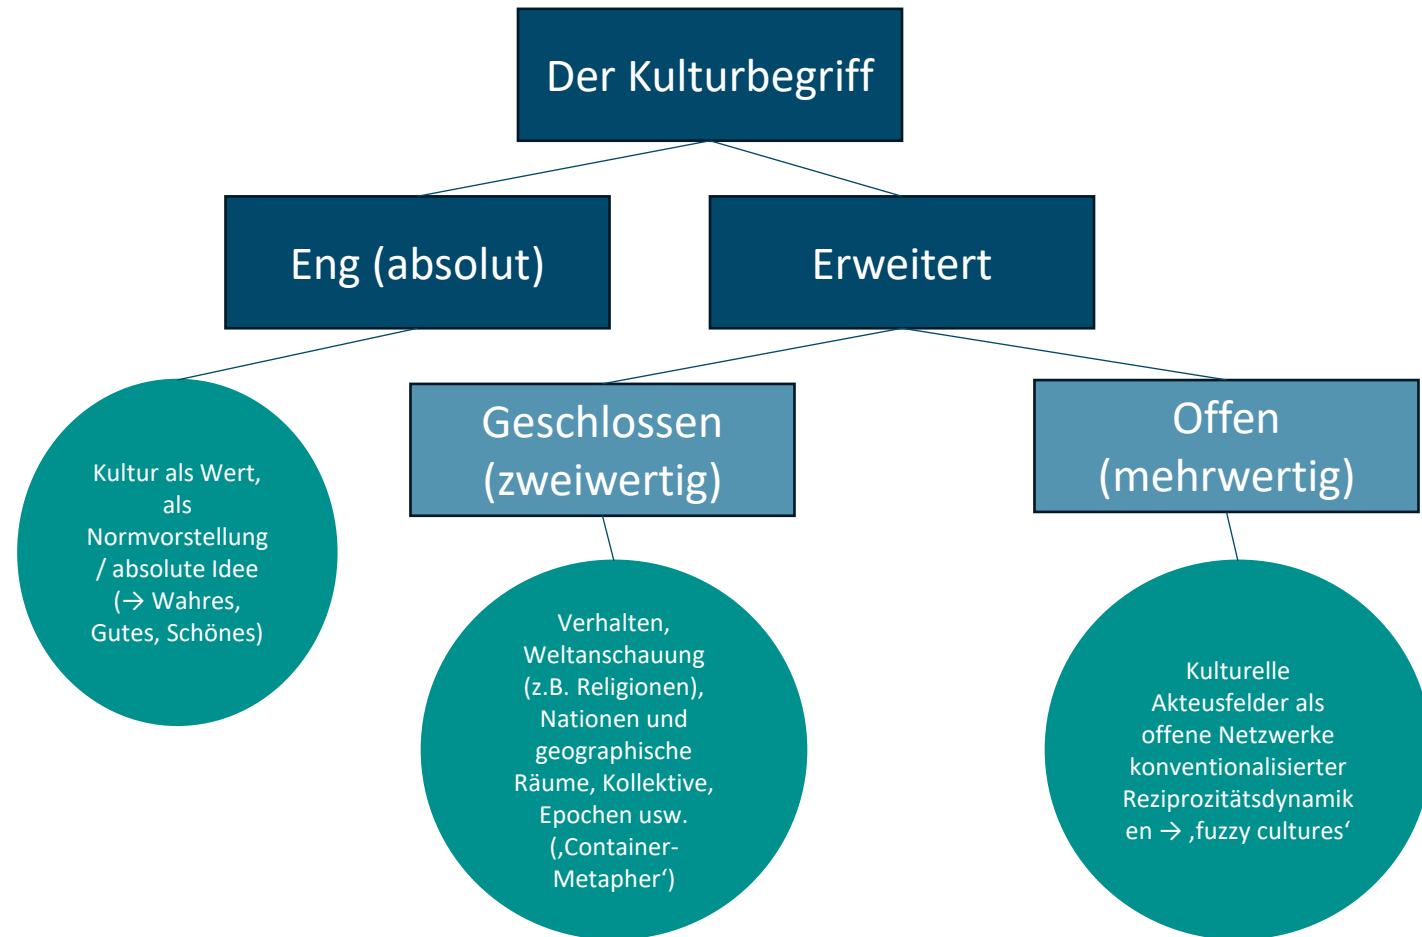 Der Kulturbegriff
Eng (absolut)
Erweitert
Kultur als Wert,
als
Normvorstellung
/ absolute Idee
(→ Wahres,
Gutes, Schönes)
Geschlossen
(zweiwertig)
Offen
(mehrwertig)
Verhalten,
Weltanschauung
(z.B. Religionen),
Nationen und
geographische
Räume, Kollektive,
Epochen usw.
(‚Container-
Metapher‘)
Kulturelle
Akteusfelder als
offene Netzwerke
konventionalisierter
Reziprozitätsdynamik
en → ‚fuzzy cultures‘